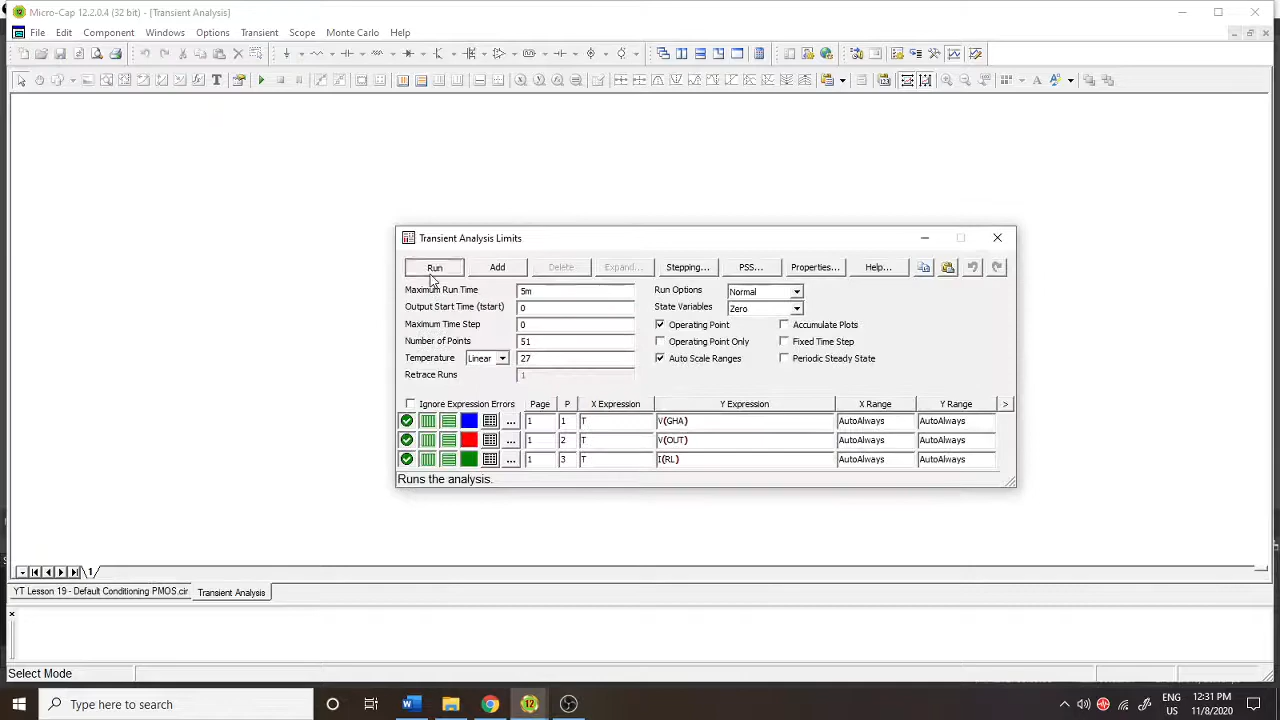 Micro-Cap 12.2.0.4 (32 bit) - [Transient Analysis]
File Edit Component Windows Options Transient Scope Monte Carlo Help
Transient Analysis Limits
Run Add Delete Expand... Stepping... PSS... Properties... Help...
Maximum Run Time 5m Run Options Normal
Output Start Time (tstart) 0 State Variables Zero
Maximum Time Step 0 Operating Point Accumulate Plots
Number of Points 51 Operating Point Only Fixed Time Step
Temperature Linear 27 Auto Scale Ranges Periodic Steady State
Retrace Runs 1
Ignore Expression Errors Page P X Expression Y Expression X Range Y Range >
... 1 1 T V(GHA) AutoAlways AutoAlways
... 1 2 T V(OUT) AutoAlways AutoAlways
... 1 3 T I(RL) AutoAlways AutoAlways
Runs the analysis.
1
YT Lesson 19 - Default Conditioning PMOS.cir Transient Analysis
Select Mode
Type here to search
ENG 12:31 PM
US 11/8/2020